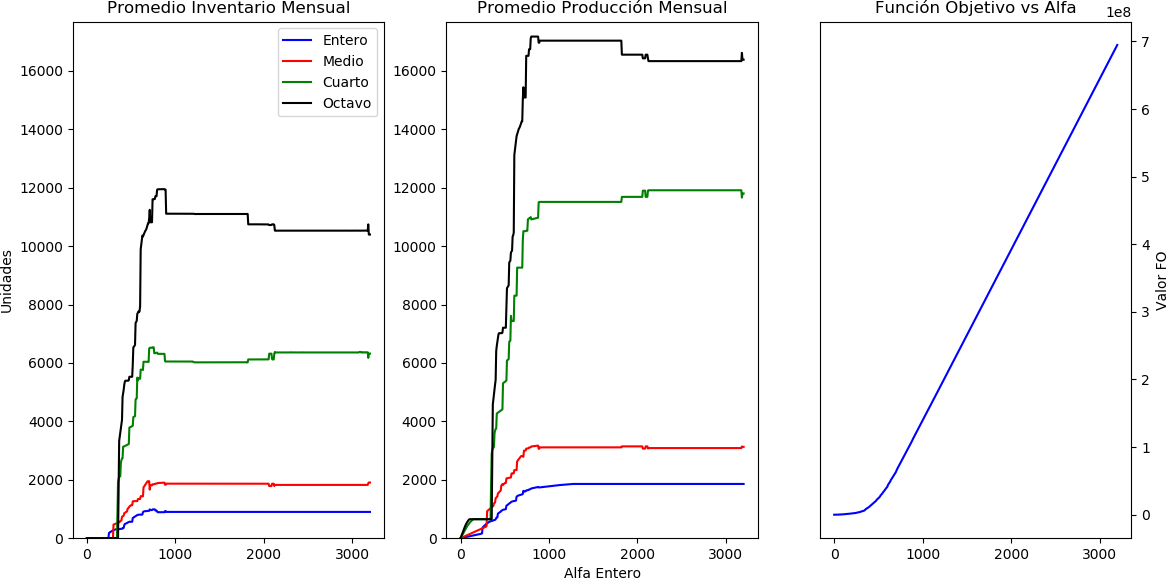 Promedio Inventario Mensual
Unidades
16000
14000
12000
10000
8000
6000
4000
2000
0
0 1000 2000 3000
Entero
Medio
Cuarto
Octavo
Promedio Producción Mensual
16000
14000
12000
10000
8000
6000
4000
2000
0
0 1000 2000 3000
Alfa Entero
Función Objetivo vs Alfa
1e8
7
6
5
4
3
2
1
0
Valor FO
0 1000 2000 3000